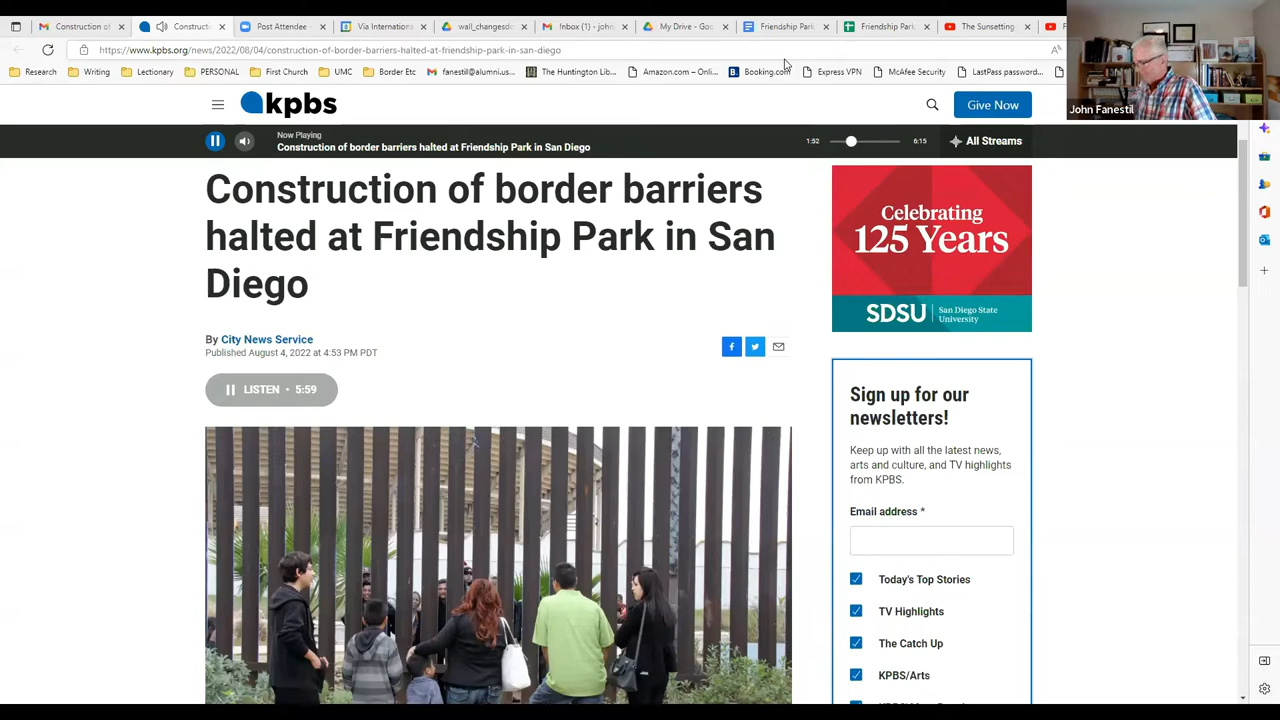 Construction of
Construct
Post Attendee -
Via Internationa
wall_changesdo
Inbox (1) - john
My Drive - Goo
Friendship Park
Friendship Park
The Sunsetting
https://www.kpbs.org/news/2022/08/04/construction-of-border-barriers-halted-at-friendship-park-in-san-diego
Research
Writing
Lectionary
PERSONAL
First Church
UMC
Border Etc
fanestil@alumni.us...
The Huntington Lib...
Amazon.com – Onli...
Booking.com
Express VPN
McAfee Security
LastPass password...
John Fanestil
kpbs
Give Now
Now Playing
Construction of border barriers halted at Friendship Park in San Diego
1:52
6:15
All Streams
Construction of border barriers
halted at Friendship Park in San
Diego
By City News Service
Published August 4, 2022 at 4:53 PM PDT
LISTEN • 5:59
Celebrating
125 Years
SDSU
San Diego State
University
Sign up for our
newsletters!
Keep up with all the latest news,
arts and culture, and TV highlights
from KPBS.
Email address *
Today's Top Stories
TV Highlights
The Catch Up
KPBS/Arts